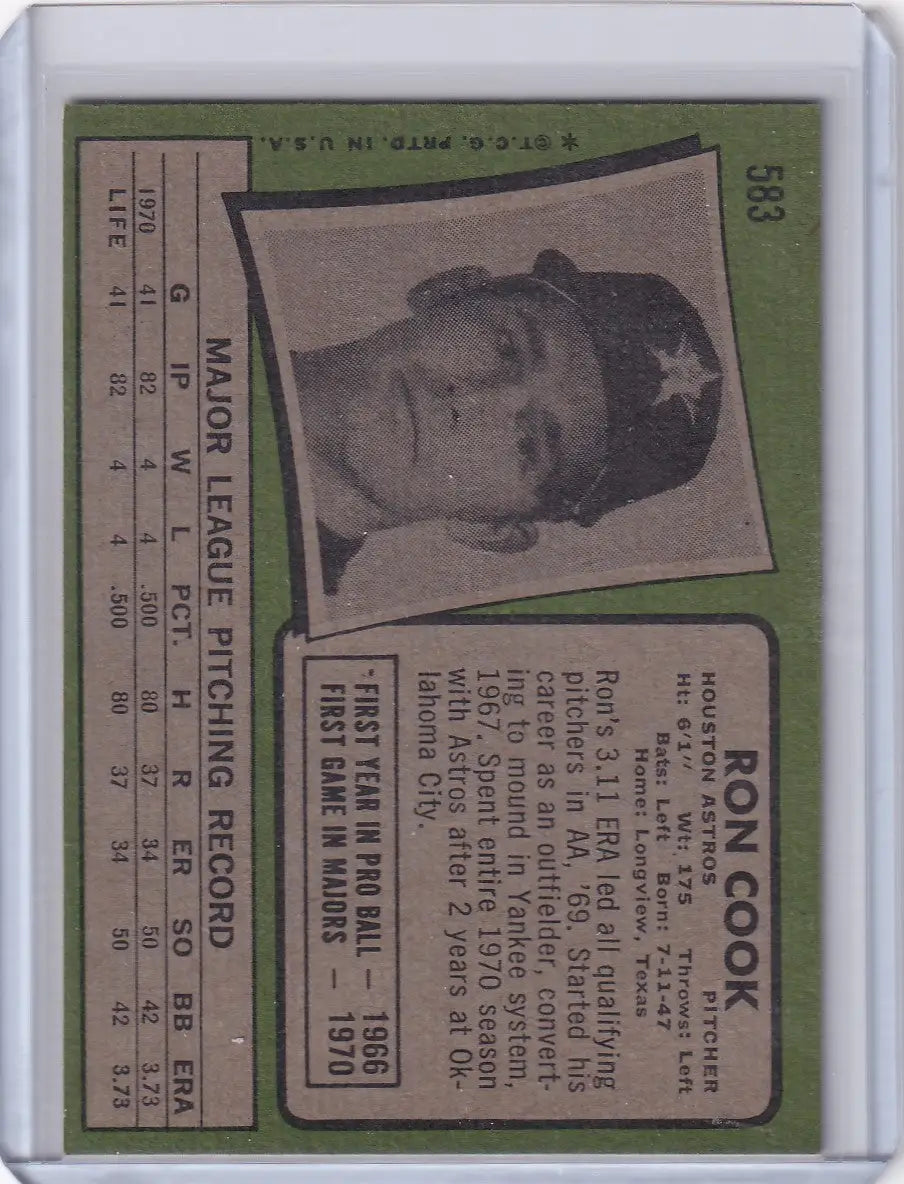 583
* ©T.C.G. PRTD. IN U.S.A.
RON COOK
HOUSTON ASTROS PITCHER
Ht: 6'1" Wt: 175 Throws: Left
Bats: Left Born: 7-11-47
Home: Longview, Texas
Ron's 3.11 ERA led all qualifying
pitchers in AA, '69. Started his
career as an outfielder, convert-
ing to mound in Yankee system,
1967. Spent entire 1970 season
with Astros after 2 years at Ok-
lahoma City.
FIRST YEAR IN PRO BALL — 1966
FIRST GAME IN MAJORS — 1970
MAJOR LEAGUE PITCHING RECORD
G IP W L PCT. H R ER SO BB ERA
1970 41 82 4 4 .500 80 37 34 50 42 3.73
LIFE 41 82 4 4 .500 80 37 34 50 42 3.73